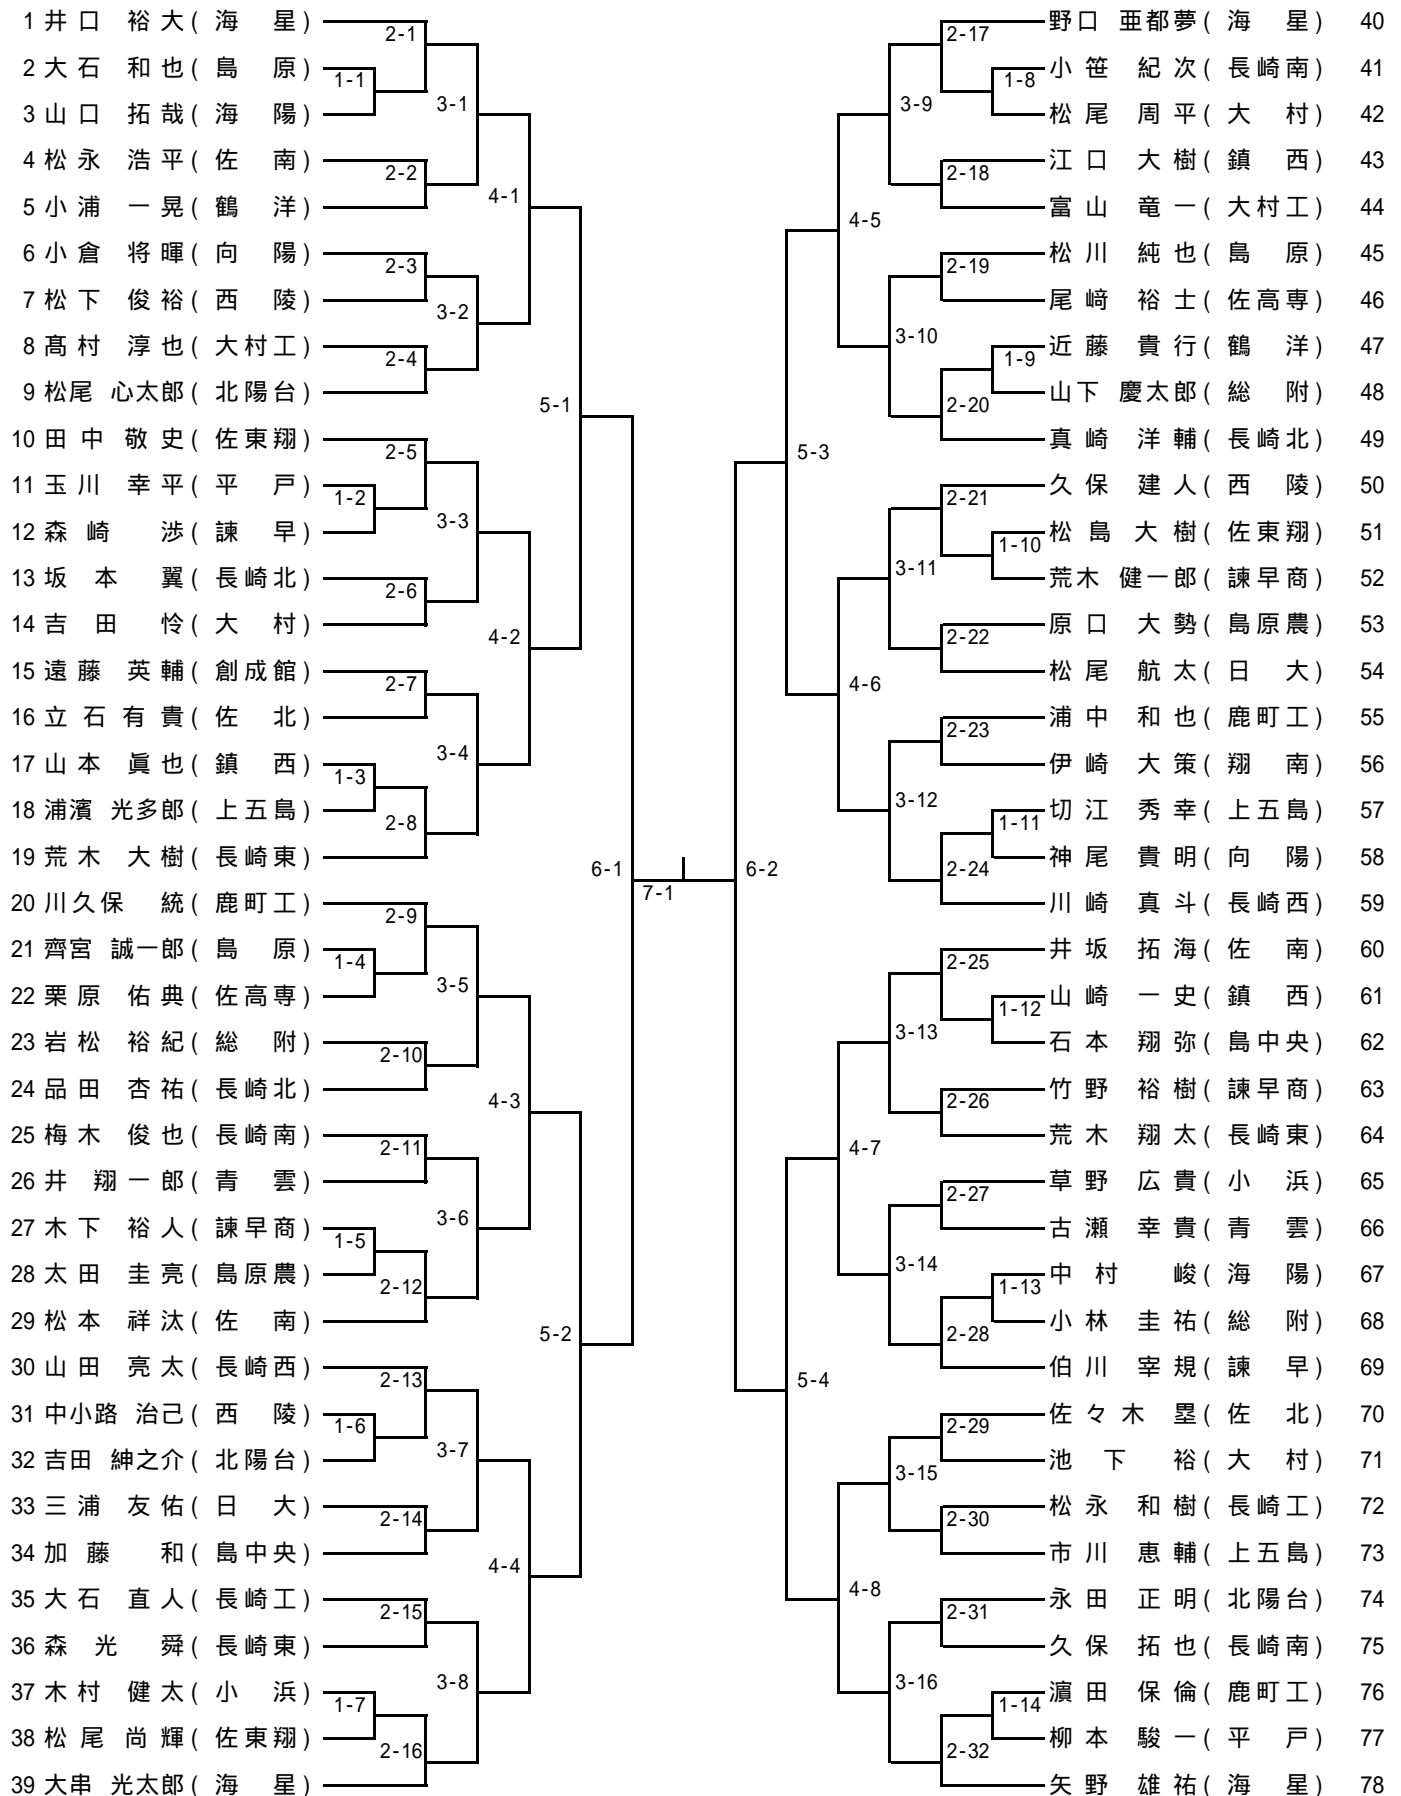 1 井口 裕大(海 星)
2-1
2 大石 和也(島 原)
1-1
3 山口 拓哉(海 陽)
3-1
4 松永 浩平(佐 南)
2-2
5 小浦 一晃(鶴 洋)
4-1
6 小倉 将暉(向 陽)
2-3
7 松下 俊裕(西 陵)
3-2
8 髙村 淳也(大村工)
2-4
9 松尾 心太郎(北陽台)
5-1
10 田中 敬史(佐東翔)
2-5
11 玉川 幸平(平 戸)
1-2
12 森崎 渉(諫 早)
3-3
13 坂本 翼(長崎北)
2-6
14 吉田 怜(大 村)
4-2
15 遠藤 英輔(創成館)
2-7
16 立石有貴(佐 北)
3-4
17 山本 眞也(鎮 西)
1-3
18 浦濱 光多郎(上五島)
2-8
19 荒木 大樹(長崎東)
6-1
7-1
20 川久保 統(鹿町工)
2-9
21 齊宮 誠一郎(島 原)
1-4
22 栗原 佑典(佐高専)
3-5
23 岩松 裕紀(総 附)
2-10
24 品田 杏祐(長崎北)
4-3
25 梅木 俊也(長崎南)
2-11
26 井 翔一郎(青 雲)
3-6
27 木下 裕人(諫早商)
1-5
28 太田 圭亮(島原農)
2-12
29 松本 祥汰(佐 南)
5-2
30 山田 亮太(長崎西)
2-13
31 中小路 治己(西 陵)
1-6
32 吉田 紳之介(北陽台)
3-7
33 三浦 友佑(日 大)
2-14
34 加藤 和(島中央)
4-4
35 大石 直人(長崎工)
2-15
36 森光 舜(長崎東)
3-8
37 木村 健太(小 浜)
1-7
38 松尾 尚輝(佐東翔)
2-16
39 大串 光太郎(海 星)
野口 亜都夢(海 星) 40
2-17
小笹 紀次(長崎南) 41
1-8
松尾 周平(大 村) 42
3-9
江口 大樹(鎮 西) 43
2-18
富山 竜一(大村工) 44
4-5
松川 純也(島 原) 45
2-19
尾﨑 裕士(佐高専) 46
3-10
近藤 貴行(鶴 洋) 47
1-9
山下 慶太郎(総 附) 48
2-20
真崎 洋輔(長崎北) 49
5-3
久保 建人(西 陵) 50
2-21
松島 大樹(佐東翔) 51
1-10
荒木 健一郎(諫早商) 52
3-11
原口 大勢(島原農) 53
2-22
松尾 航太(日 大) 54
4-6
浦中 和也(鹿町工) 55
2-23
伊崎 大策(翔 南) 56
3-12
切江 秀幸(上五島) 57
1-11
神尾 貴明(向 陽) 58
2-24
川崎 真斗(長崎西) 59
6-2
井坂 拓海(佐 南) 60
2-25
山崎 一史(鎮 西) 61
1-12
石本 翔弥(島中央) 62
3-13
竹野 裕樹(諫早商) 63
2-26
荒木 翔太(長崎東) 64
4-7
草野 広貴(小 浜) 65
2-27
古瀬 幸貴(青 雲) 66
3-14
中村 峻(海 陽) 67
1-13
小林 圭祐(総 附) 68
2-28
伯川 宰規(諫 早) 69
5-4
佐々木 塁(佐 北) 70
2-29
池下 裕(大 村) 71
3-15
松永 和樹(長崎工) 72
2-30
市川 恵輔(上五島) 73
4-8
永田 正明(北陽台) 74
2-31
久保 拓也(長崎南) 75
3-16
濵田 保倫(鹿町工) 76
1-14
柳本 駿一(平 戸) 77
2-32
矢野 雄祐(海 星) 78